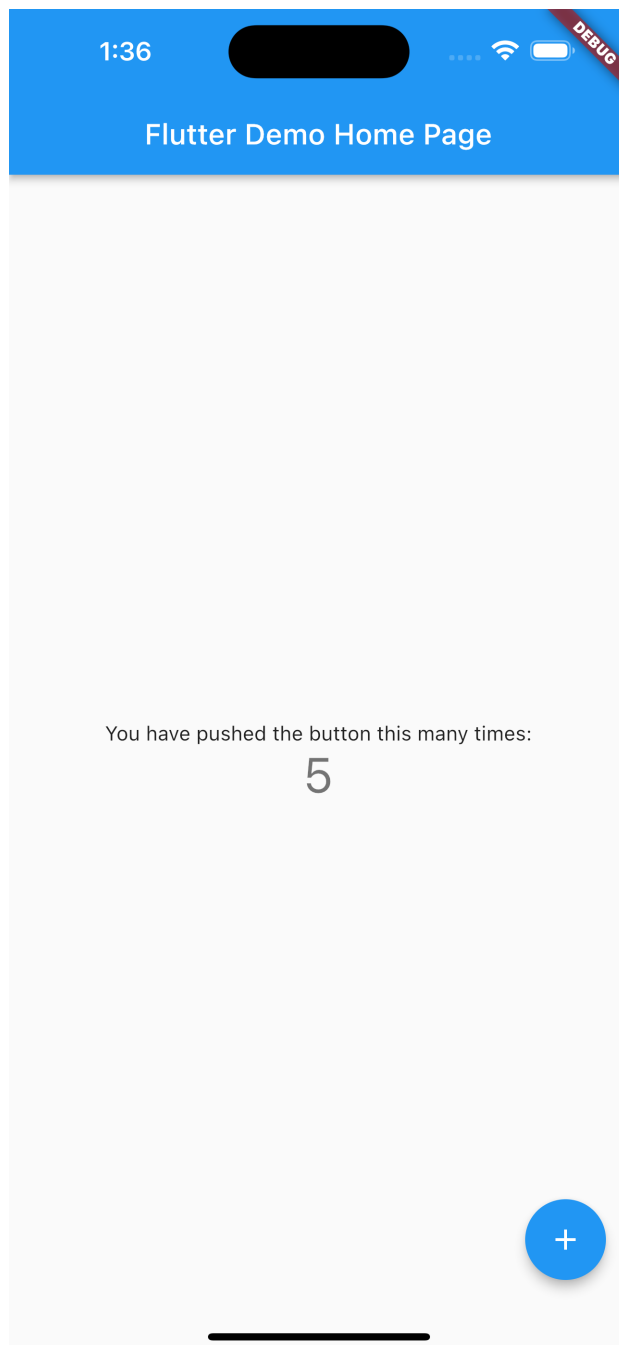 1:36
DEBUG
Flutter Demo Home Page
You have pushed the button this many times:
5
+